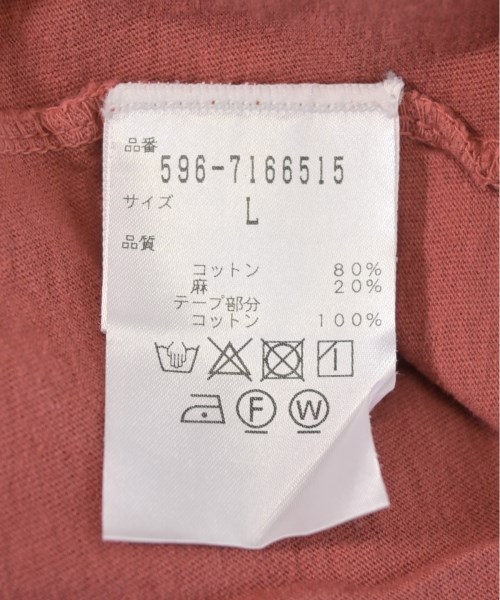 品番
596-7166515
サイズ
L
品質
コットン 80%
麻 20%
テープ部分
コットン 100%
F W